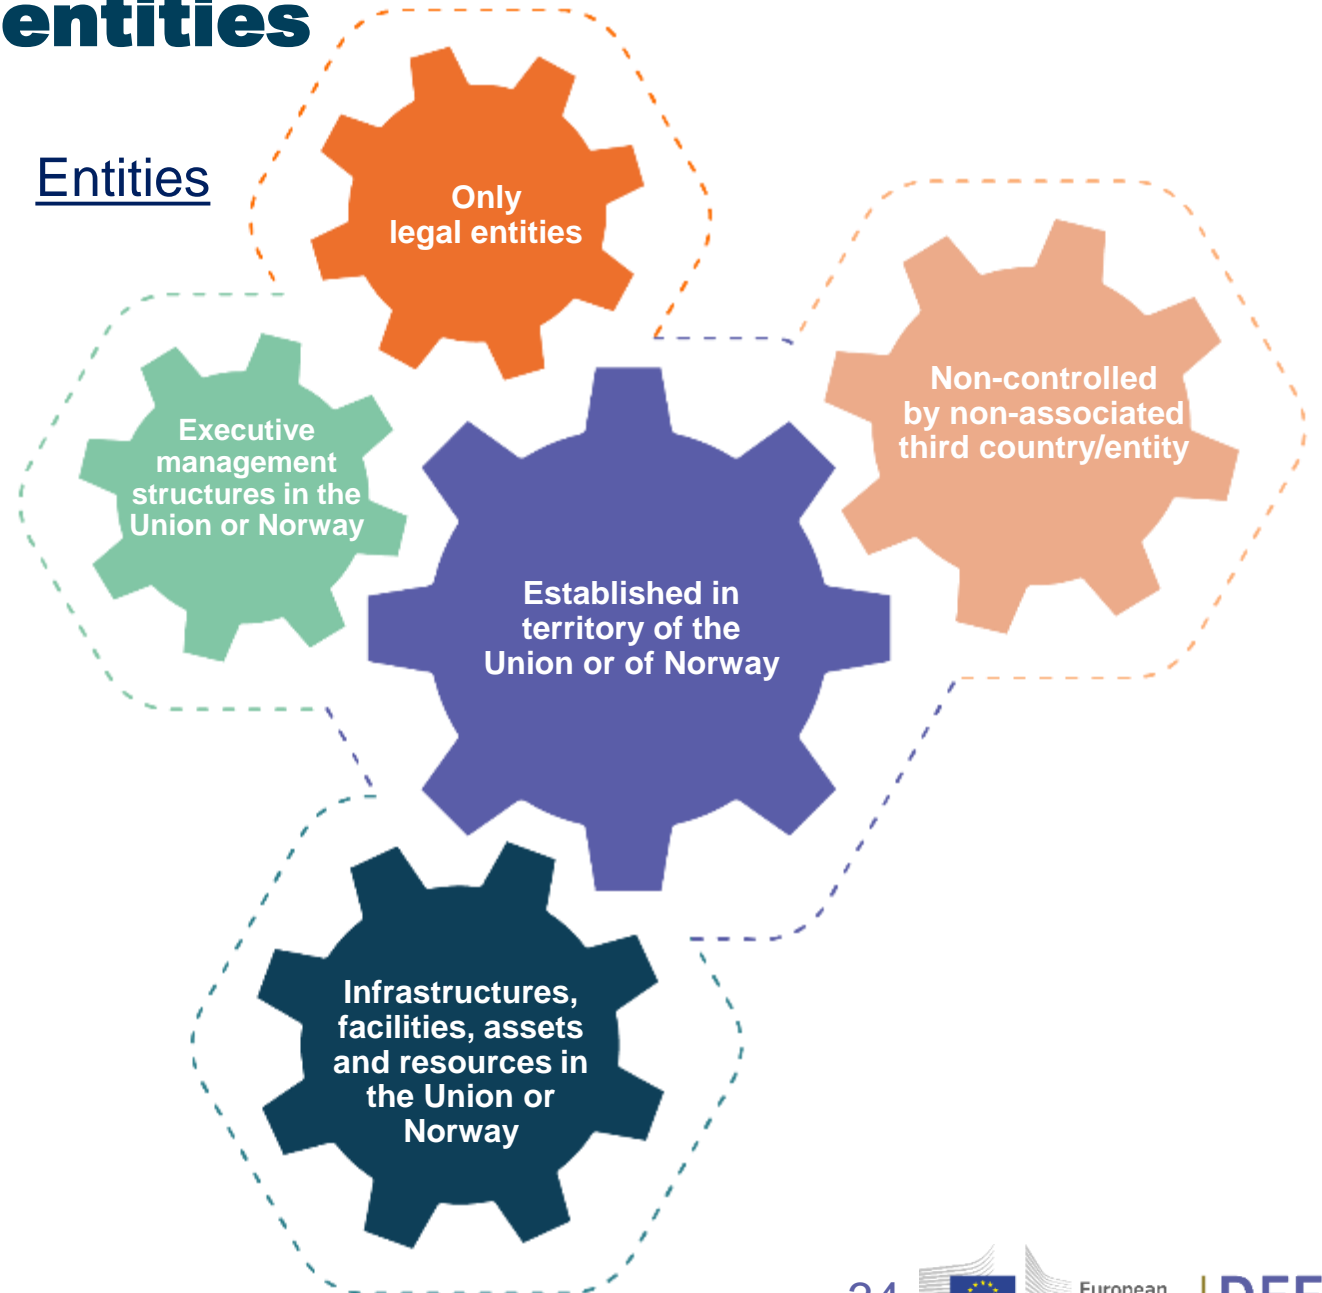 entities
Entities
Only
legal entities
Non-controlled
by non-associated
third country/entity
Executive
management
structures in the
Union or Norway
Established in
territory of the
Union or of Norway
Infrastructures,
facilities, assets
and resources in
the Union or
Norway
European